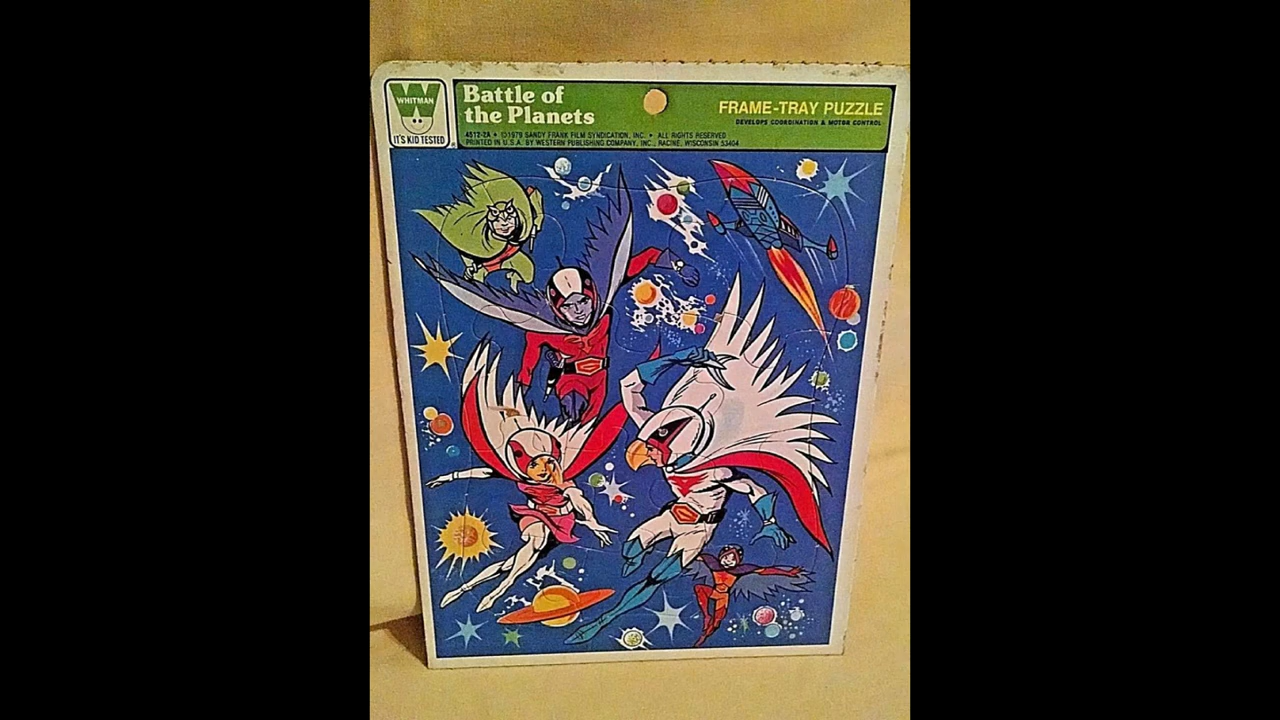 WHITMAN
IT'S KID TESTED
Battle of
the Planets
4512-2A • ©1979 SANDY FRANK FILM SYNDICATION, INC. • ALL RIGHTS RESERVED
PRINTED IN U.S.A. BY WESTERN PUBLISHING COMPANY, INC., RACINE, WISCONSIN 53404
FRAME-TRAY PUZZLE
DEVELOPS COORDINATION & MOTOR CONTROL